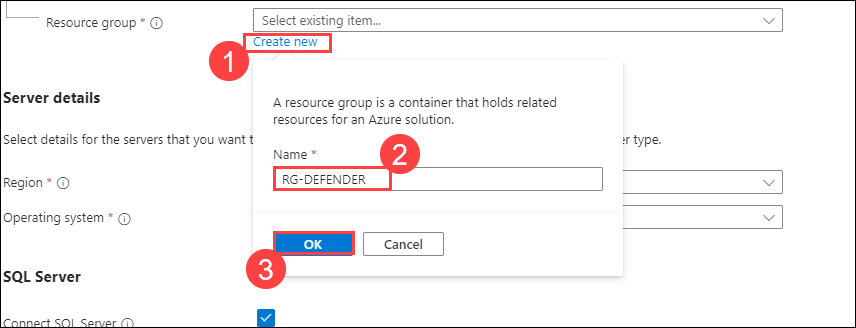 Resource group *
Select existing item...
Create new
1
Server details
A resource group is a container that holds related
resources for an Azure solution.
Select details for the servers that you want t
er type.
Name *
2
RG-DEFENDER
Region *
Operating system *
OK
Cancel
3
SQL Server
Connect SQL Server